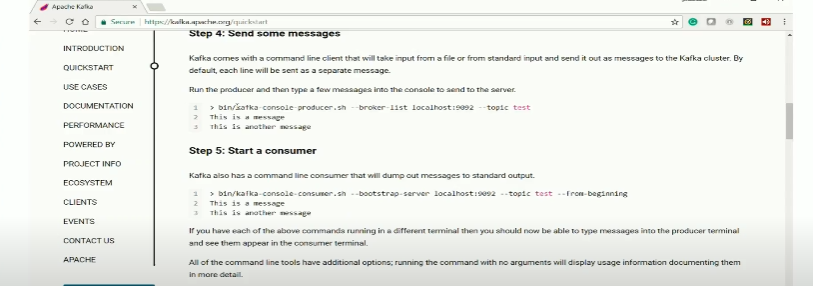 Apache Kafka
Secure https://kafka.apache.org/quickstart
INTRODUCTION
QUICKSTART
USE CASES
DOCUMENTATION
PERFORMANCE
POWERED BY
PROJECT INFO
ECOSYSTEM
CLIENTS
EVENTS
CONTACT US
APACHE
Step 4: Send some messages
Kafka comes with a command line client that will take input from a file or from standard input and send it out as messages to the Kafka cluster. By
default, each line will be sent as a separate message.
Run the producer and then type a few messages into the console to send to the server.
1 > bin/kafka-console-producer.sh --broker-list localhost:9092 --topic test
2 This is a message
3 This is another message
Step 5: Start a consumer
Kafka also has a command line consumer that will dump out messages to standard output.
1 > bin/kafka-console-consumer.sh --bootstrap-server localhost:9092 --topic test --from-beginning
2 This is a message
3 This is another message
If you have each of the above commands running in a different terminal then you should now be able to type messages into the producer terminal
and see them appear in the consumer terminal.
All of the command line tools have additional options; running the command with no arguments will display usage information documenting them
in more detail.